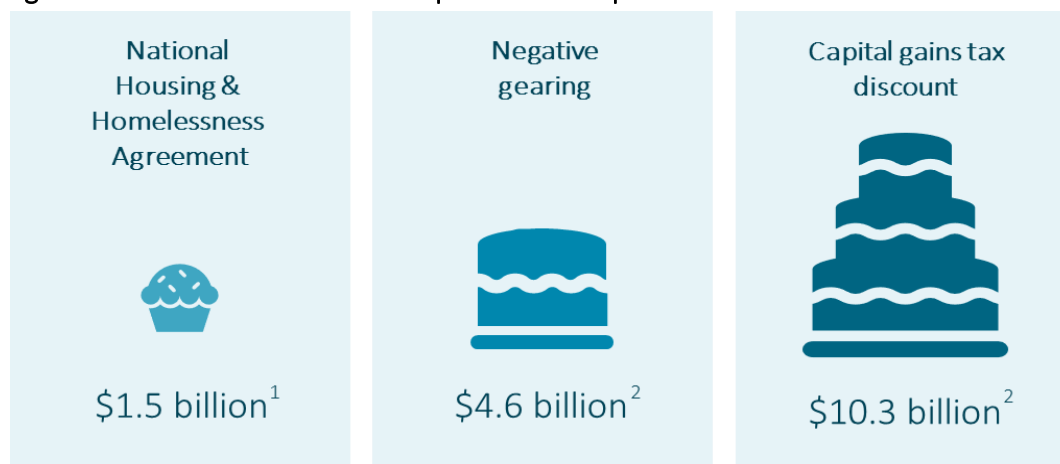 National
Housing &
Homelessness
Agreement
$1.5 billion1
Negative
gearing
$4.6 billion2
Capital gains tax
discount
$10.3 billion2